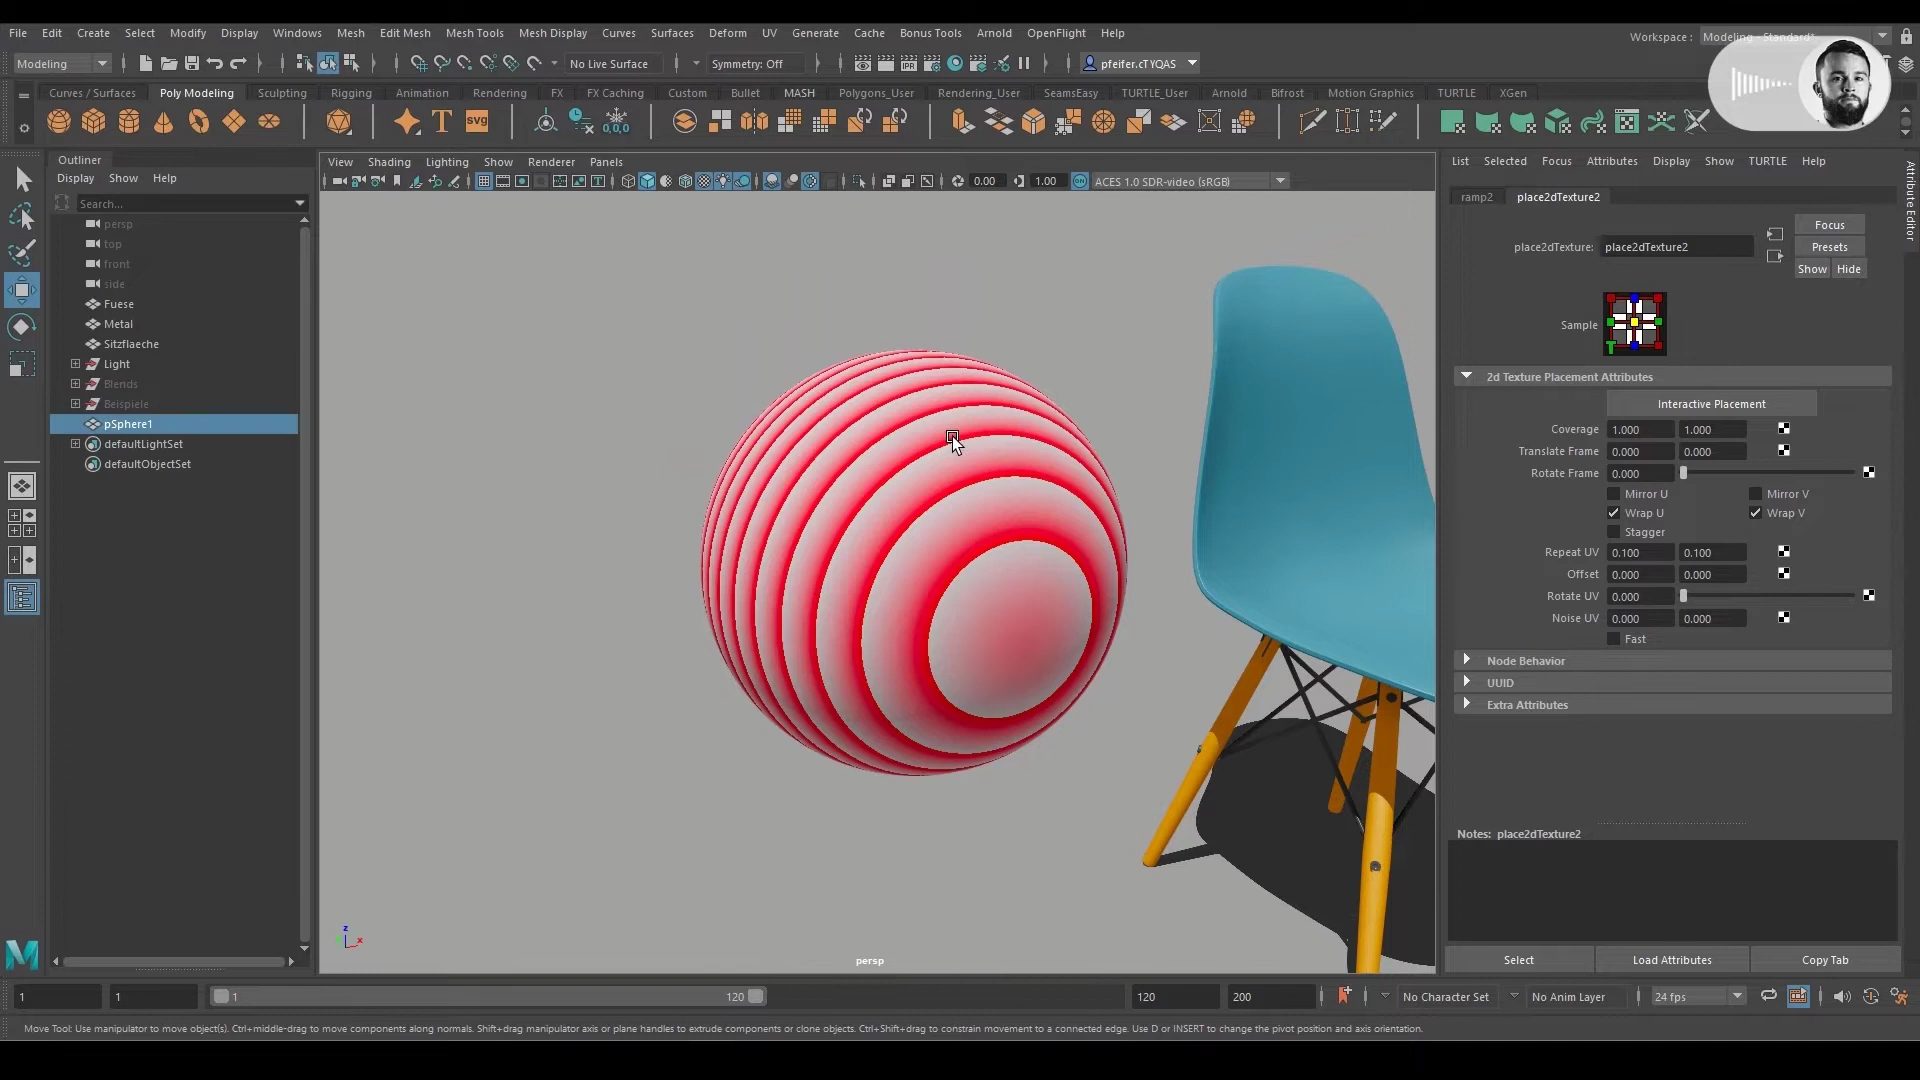 File Edit Create Select Modify Display Windows Mesh Edit Mesh Mesh Tools Mesh Display Curves Surfaces Deform UV Generate Cache Bonus Tools Arnold OpenFlight Help
Workspace : Modeling - Standard*
Modeling
No Live Surface
Symmetry: Off
pfeifer.cTYQAS
Curves / Surfaces Poly Modeling Sculpting Rigging Animation Rendering FX FX Caching Custom Bullet MASH Polygons_User Rendering_User SeamsEasy TURTLE_User Arnold Bifrost Motion Graphics TURTLE XGen
T svg 0,0,0
Outliner
Display Show Help
Search...
persp
top
front
side
Fuese
Metal
Sitzflaeche
Light
Blends
Beispiele
pSphere1
defaultLightSet
defaultObjectSet
View Shading Lighting Show Renderer Panels
0.00 1.00 ON ACES 1.0 SDR-video (sRGB)
z
x
persp
List Selected Focus Attributes Display Show TURTLE Help
ramp2 place2dTexture2
place2dTexture: place2dTexture2
Focus
Presets
Show Hide
Sample
T
2d Texture Placement Attributes
Interactive Placement
Coverage 1.000 1.000
Translate Frame 0.000 0.000
Rotate Frame 0.000
Mirror U Mirror V
Wrap U Wrap V
Stagger
Repeat UV 0.100 0.100
Offset 0.000 0.000
Rotate UV 0.000
Noise UV 0.000 0.000
Fast
Node Behavior
UUID
Extra Attributes
Notes: place2dTexture2
Select Load Attributes Copy Tab
Attribute Editor
M
1 1 1 120 120 200 No Character Set No Anim Layer 24 fps
Move Tool: Use manipulator to move object(s). Ctrl+middle-drag to move components along normals. Shift+drag manipulator axis or plane handles to extrude components or clone objects. Ctrl+Shift+drag to constrain movement to a connected edge. Use D or INSERT to change the pivot position and axis orientation.